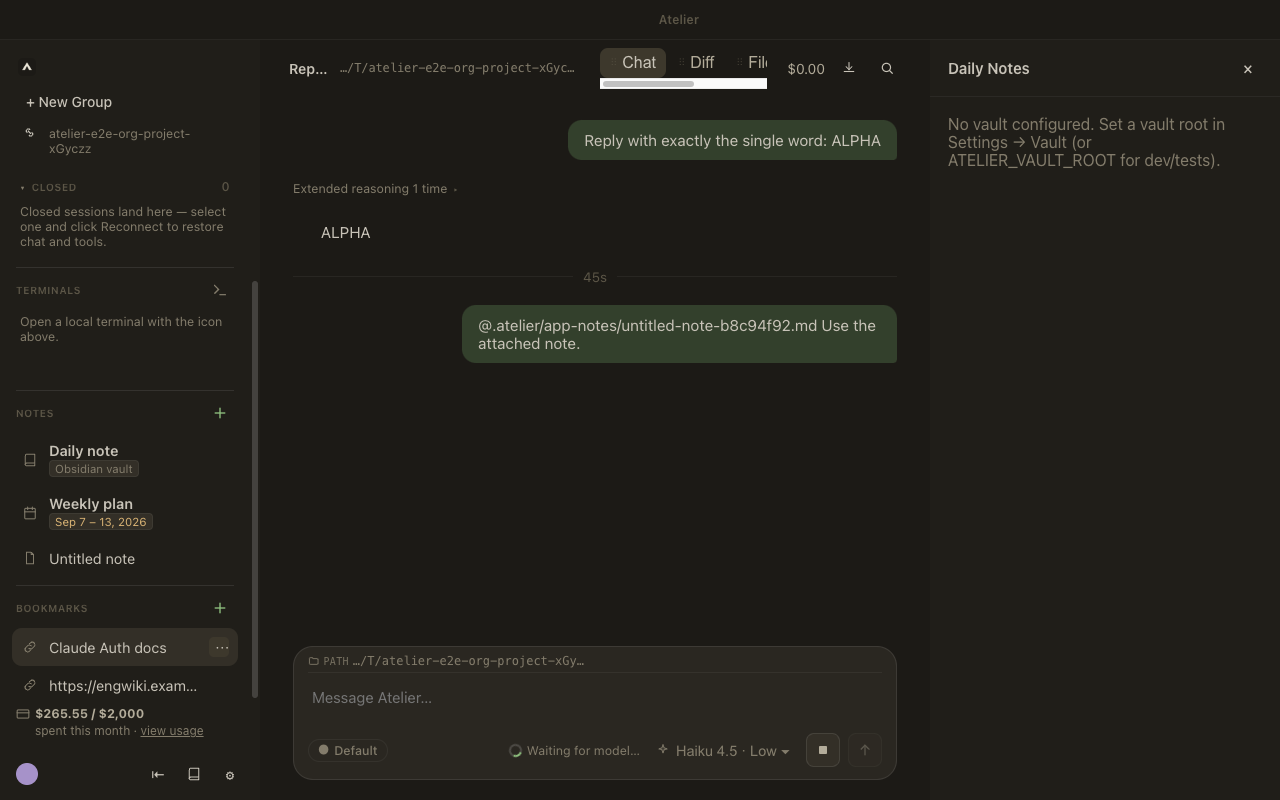 Atelier
+ New Group
atelier-e2e-org-project-
xGyczz
CLOSED 0
Closed sessions land here — select
one and click Reconnect to restore
chat and tools.
TERMINALS
Open a local terminal with the icon
above.
NOTES
Daily note
Obsidian vault
Weekly plan
Sep 7 – 13, 2026
Untitled note
BOOKMARKS
Claude Auth docs
https://engwiki.exam...
$265.55 / $2,000
spent this month · view usage
Rep... …/T/atelier-e2e-org-project-xGyc… Chat Diff File $0.00
Reply with exactly the single word: ALPHA
Extended reasoning 1 time
ALPHA
45s
@.atelier/app-notes/untitled-note-b8c94f92.md Use the
attached note.
PATH …/T/atelier-e2e-org-project-xGy…
Message Atelier...
Default Waiting for model… Haiku 4.5 · Low
Daily Notes
No vault configured. Set a vault root in
Settings → Vault (or
ATELIER_VAULT_ROOT for dev/tests).